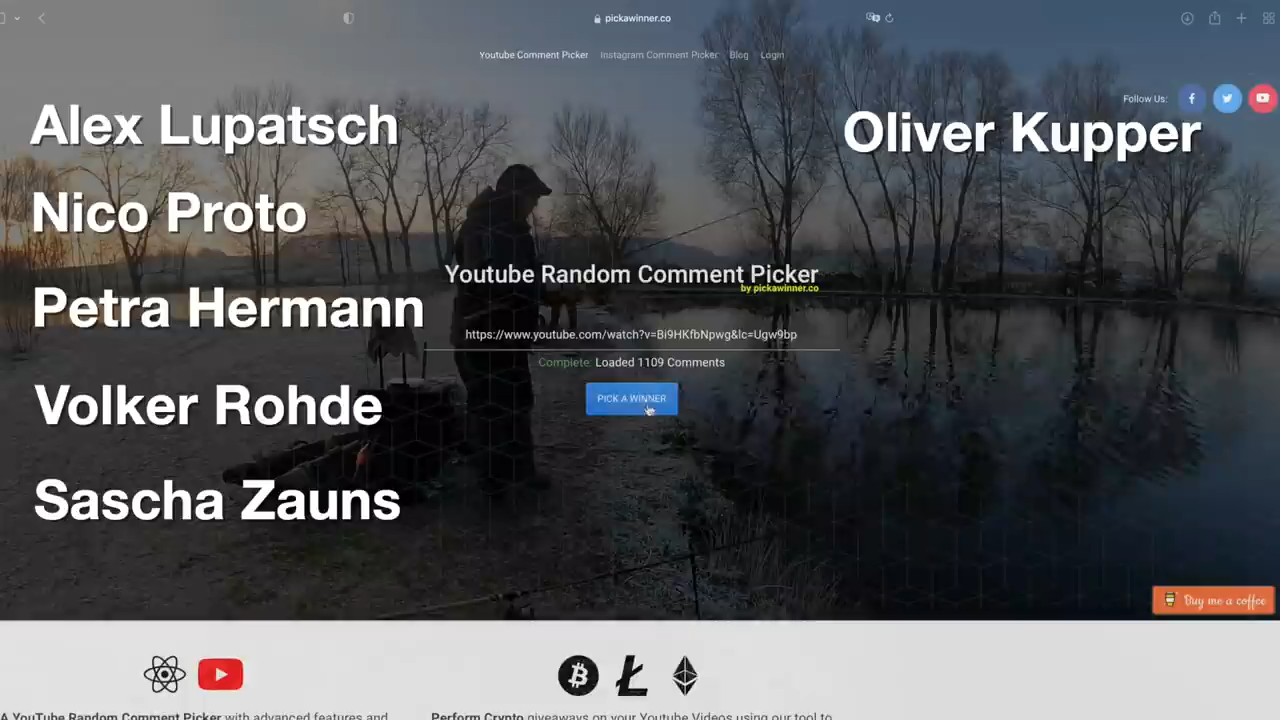 pickawinner.co
Youtube Comment Picker
Instagram Comment Picker
Blog
Login
Follow Us:
Alex Lupatsch
Oliver Kupper
Nico Proto
Petra Hermann
Volker Rohde
Sascha Zauns
Youtube Random Comment Picker
by pickawinner.co
https://www.youtube.com/watch?v=Bi9HKfbNpwg&lc=Ugw9bp
Complete: Loaded 1109 Comments
PICK A WINNER
Buy me a coffee
A YouTube Random Comment Picker with advanced features and
Perform Crypto giveaways on your Youtube Videos using our tool to